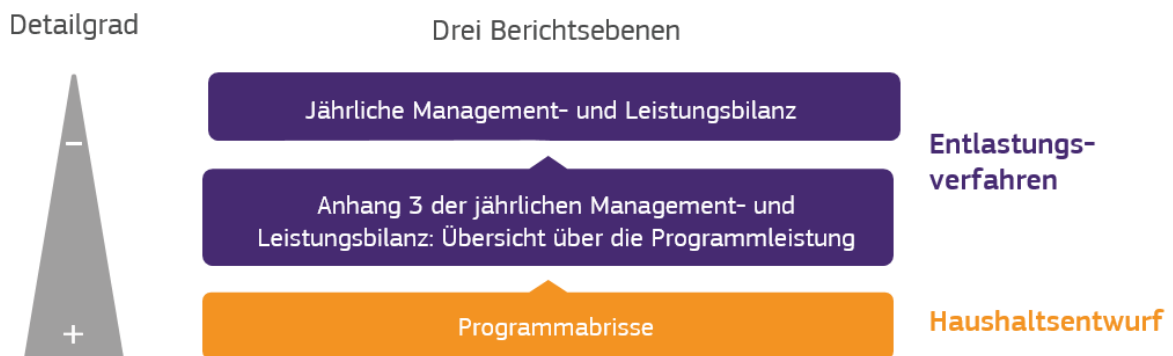 Detailgrad
Drei Berichtsebenen
Jährliche Management- und Leistungsbilanz
–
Entlastungs-
verfahren
Anhang 3 der jährlichen Management- und
Leistungsbilanz: Übersicht über die Programmleistung
Programmabrisse
Haushaltsentwurf
+